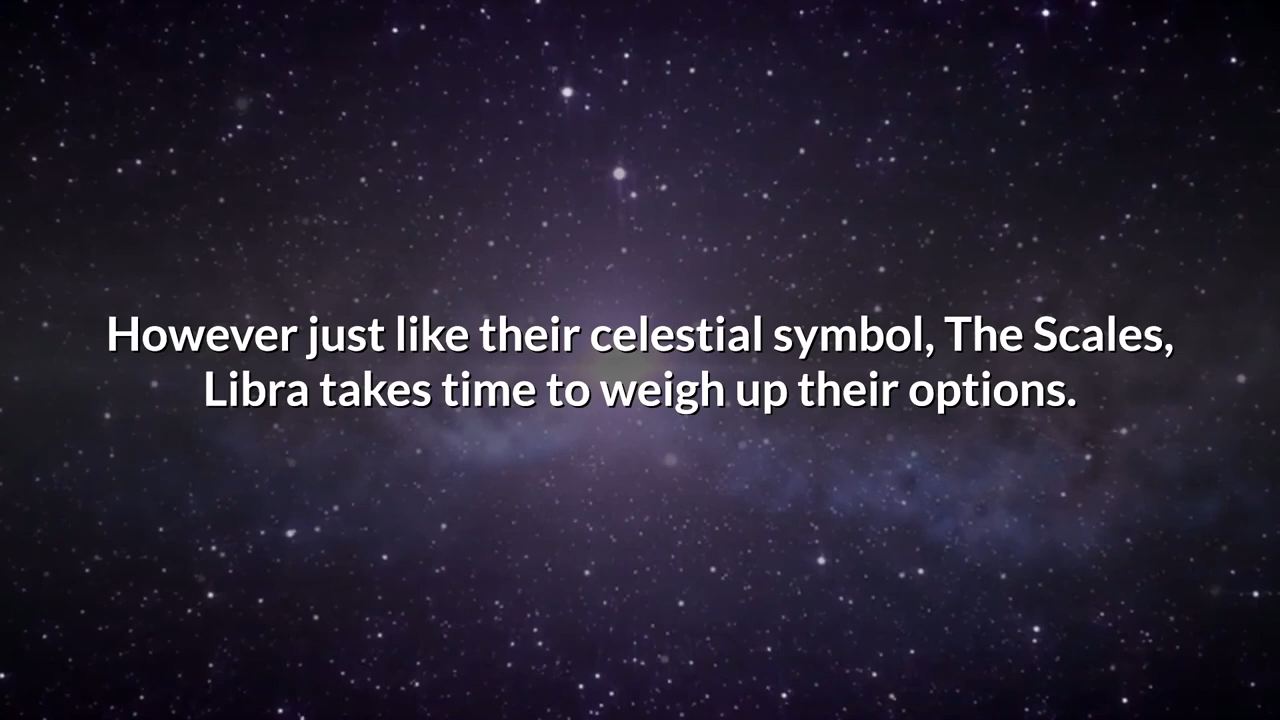 However just like their celestial symbol, The Scales,
Libra takes time to weigh up their options.